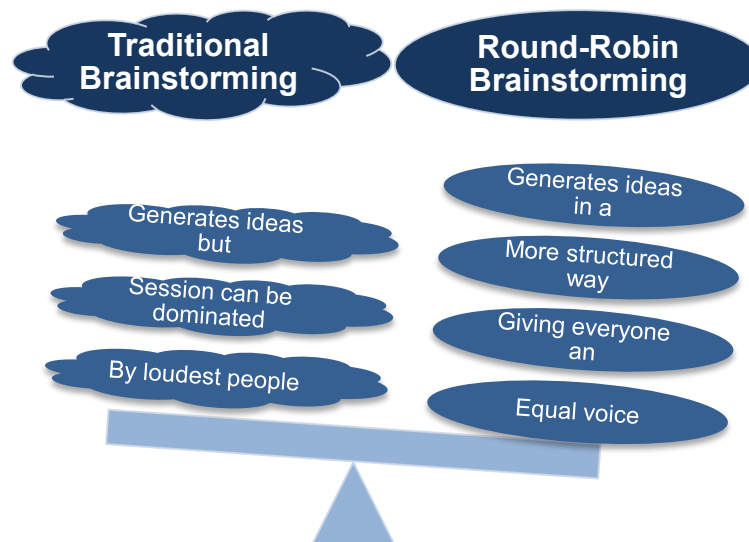 Traditional
Brainstorming
Generates ideas
but
Session can be
dominated
By loudest people
Round-Robin
Brainstorming
Generates ideas
in a
More structured
way
Giving everyone
an
Equal voice